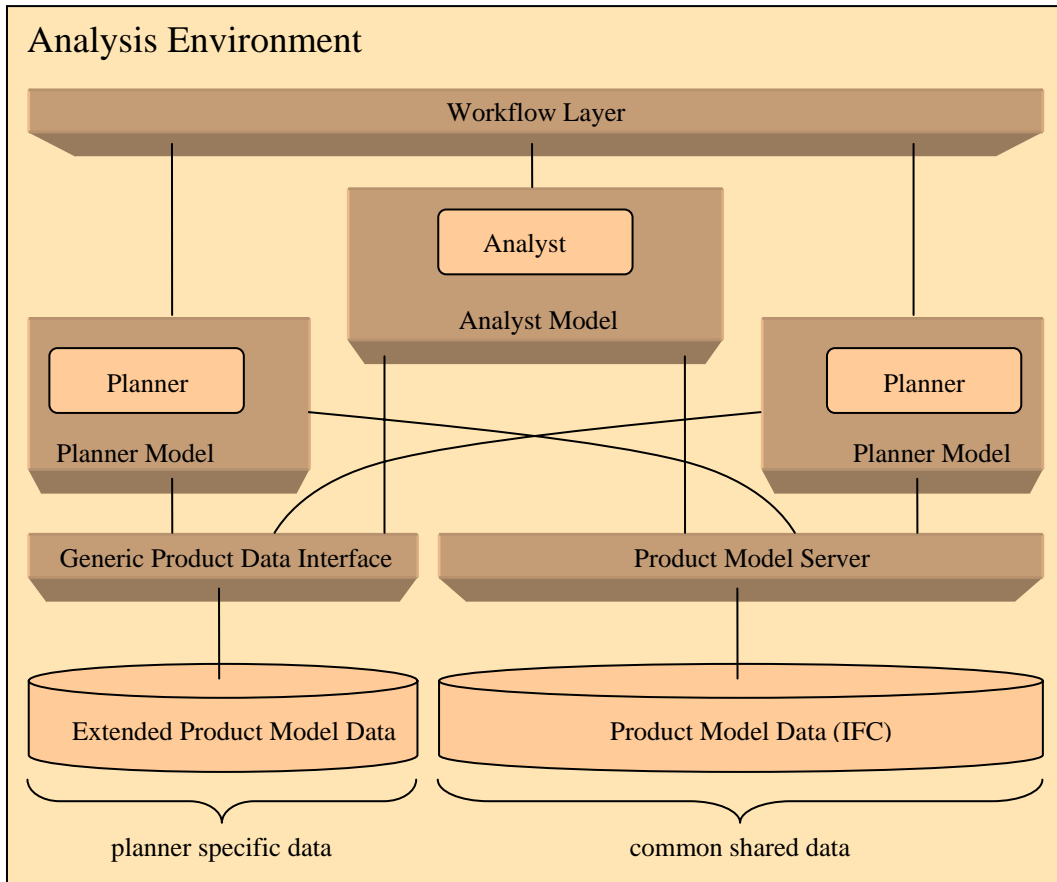 Analysis Environment
Workflow Layer
Analyst
Analyst Model
Planner
Planner Model
Planner
Planner Model
Generic Product Data Interface
Product Model Server
Extended Product Model Data
Product Model Data (IFC)
planner specific data
common shared data